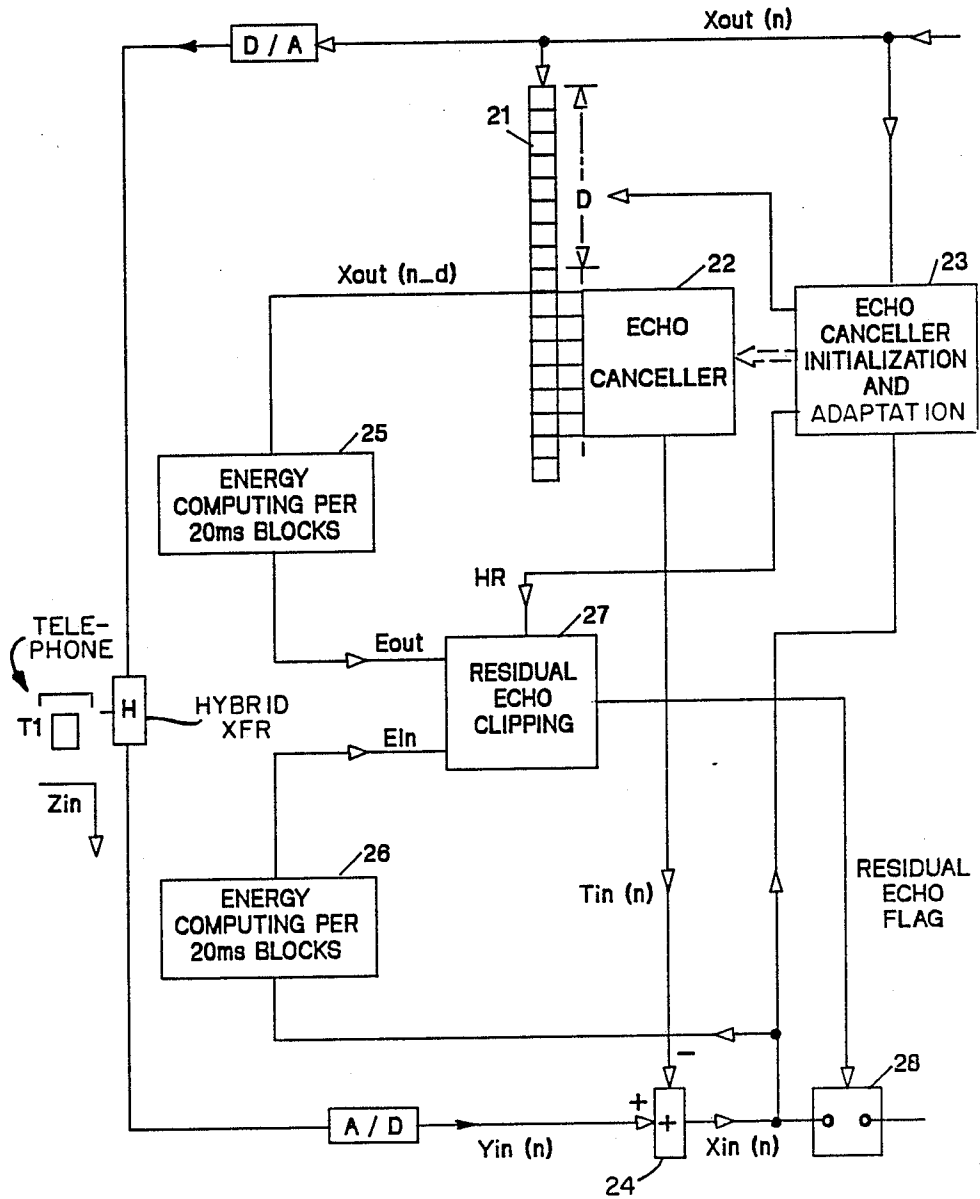 Xout (n)
D / A
21
D
Xout (n_d)
22
ECHO
CANCELLER
23
ECHO
CANCELLER
INITIALIZATION
AND
ADAPTATION
25
ENERGY
COMPUTING PER
20ms BLOCKS
HR
27
TELE-
PHONE
Eout
RESIDUAL
ECHO
CLIPPING
T1
H
HYBRID
XFR
EIn
Zin
26
ENERGY
COMPUTING PER
20ms BLOCKS
Tin (n)
RESIDUAL
ECHO
FLAG
−
28
A / D
+
+
Yin (n)
Xin (n)
24